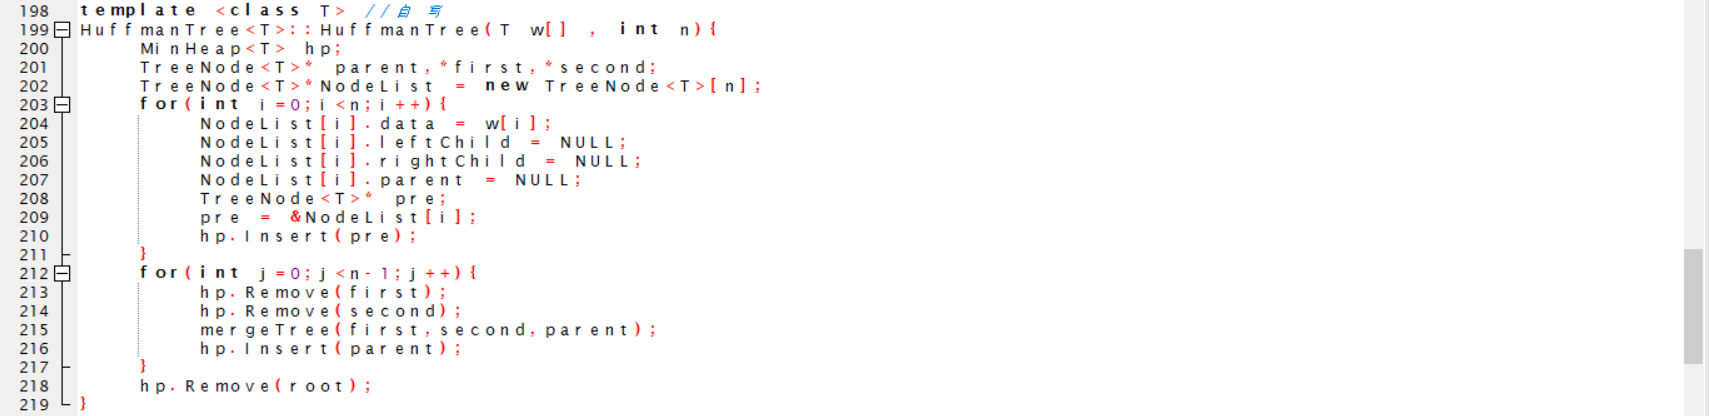 198 template <class T> //自 写
199 HuffmanTree<T>::HuffmanTree(T w[] , int n){
200 MinHeap<T> hp;
201 TreeNode<T>* parent,*first,*second;
202 TreeNode<T>*NodeList = new TreeNode<T>[n];
203 for(int i=0;i<n;i++){
204 NodeList[i].data = w[i];
205 NodeList[i].leftChild = NULL;
206 NodeList[i].rightChild = NULL;
207 NodeList[i].parent = NULL;
208 TreeNode<T>* pre;
209 pre = &NodeList[i];
210 hp.Insert(pre);
211 }
212 for(int j=0;j<n-1;j++){
213 hp.Remove(first);
214 hp.Remove(second);
215 mergeTree(first,second,parent);
216 hp.Insert(parent);
217 }
218 hp.Remove(root);
219 }